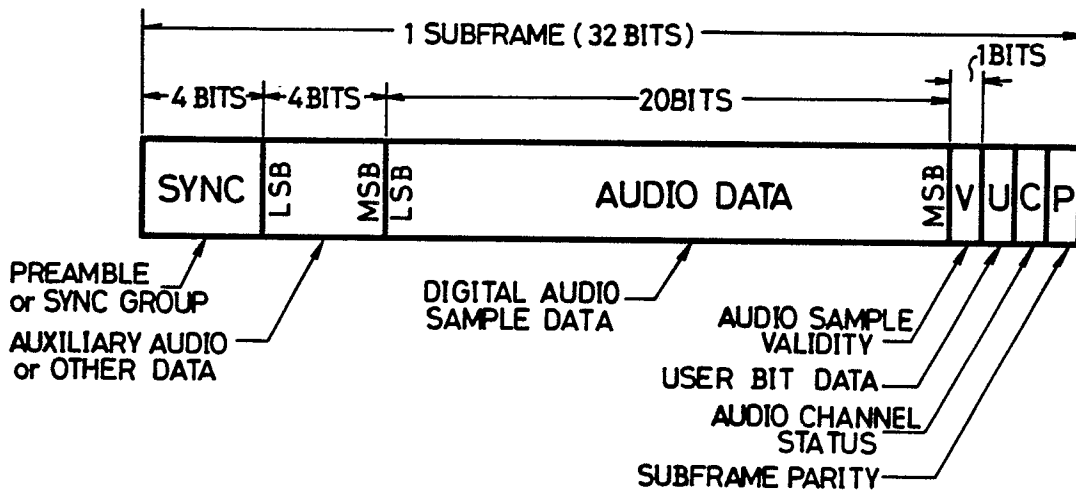 1 SUBFRAME (32 BITS)
1BITS
4 BITS
4BITS
20BITS
SYNC
LSB
MSB
LSB
AUDIO DATA
MSB
V
U
C
P
PREAMBLE
or SYNC GROUP
AUXILIARY AUDIO
or OTHER DATA
DIGITAL AUDIO
SAMPLE DATA
AUDIO SAMPLE
VALIDITY
USER BIT DATA
AUDIO CHANNEL
STATUS
SUBFRAME PARITY